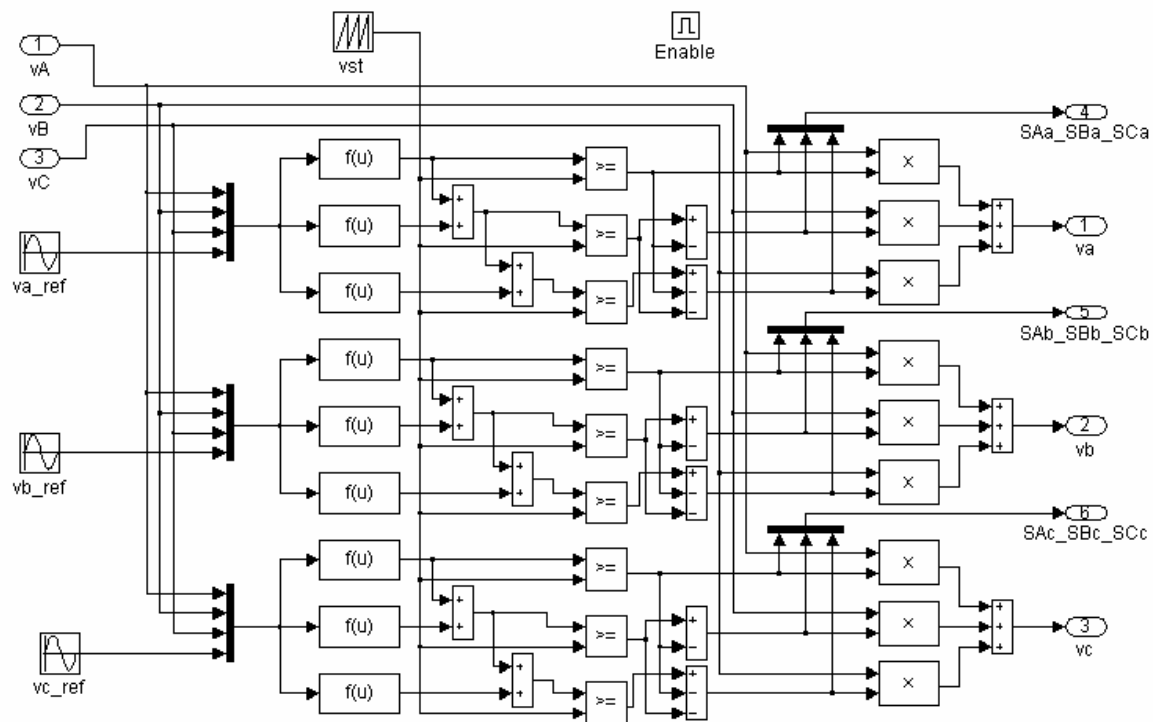 1
vA
2
vB
3
vC
vst
Enable
4
SAa_SBa_SCa
va_ref
f(u)
f(u)
f(u)
+
+
+
+
>=
>=
>=
+
−
+
−
−
×
×
×
+
+
+
1
va
5
SAb_SBb_SCb
vb_ref
f(u)
f(u)
f(u)
+
+
+
+
>=
>=
>=
+
−
+
−
−
×
×
×
+
+
+
2
vb
6
SAc_SBc_SCc
vc_ref
f(u)
f(u)
f(u)
+
+
+
+
>=
>=
>=
+
−
+
−
−
×
×
×
+
+
+
3
vc